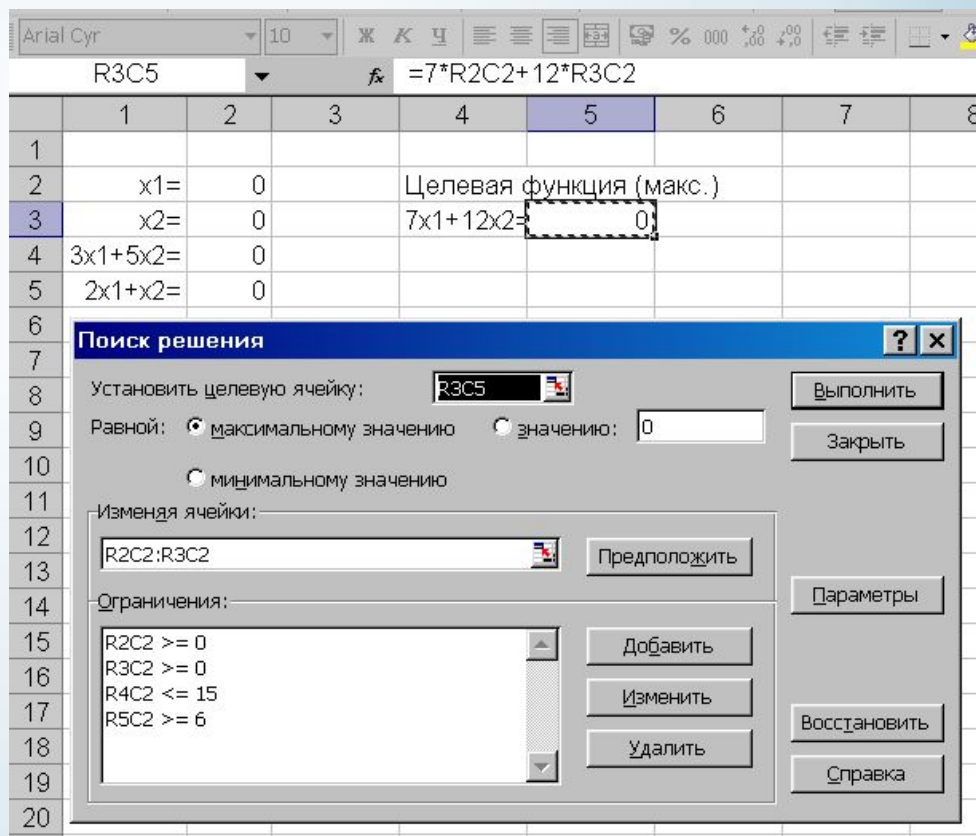 Arial Cyr 10 Ж К Ч % 000
R3C5 fx =7*R2C2+12*R3C2
1 2 3 4 5 6 7 8
1
2 x1= 0 Целевая функция (макс.)
3 x2= 0 7x1+12x2= 0
4 3x1+5x2= 0
5 2x1+x2= 0
6
7
8
9
10
11
12
13
14
15
16
17
18
19
20
Поиск решения ? ×
Установить целевую ячейку: R3C5 Выполнить
Равной: максимальному значению значению: 0 Закрыть
минимальному значению
Изменяя ячейки:
R2C2:R3C2 Предположить
Параметры
Ограничения:
R2C2 >= 0 Добавить
R3C2 >= 0
R4C2 <= 15 Изменить
R5C2 >= 6
Восстановить
Удалить
Справка